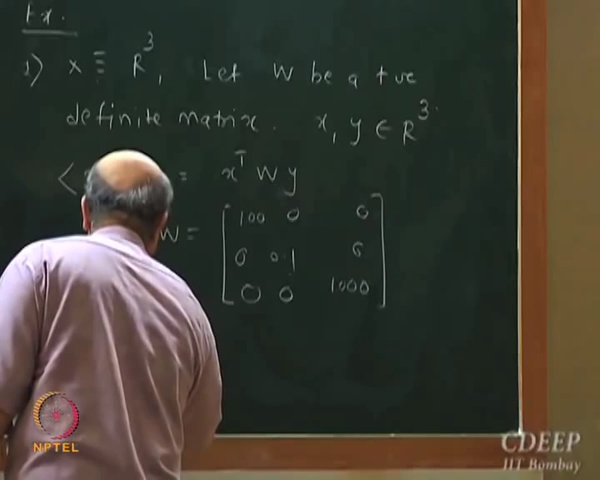 Ex.
1) X ≡ R³, Let W be a +ve
definite matrix. x, y ∈ R³.
< = xᵀ W y
W = [ 100 0 0
0 0.1 0
0 0 1000 ]
NPTEL
CDEEP
IIT Bombay